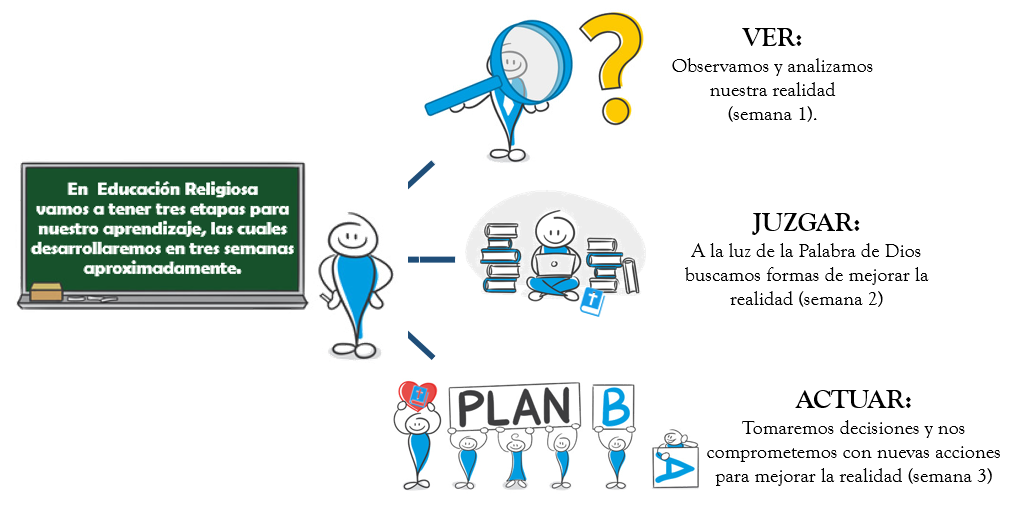 En Educación Religiosa
vamos a tener tres etapas para
nuestro aprendizaje, las cuales
desarrollaremos en tres semanas
aproximadamente.
VER:
Observamos y analizamos
nuestra realidad
(semana 1).
JUZGAR:
A la luz de la Palabra de Dios
buscamos formas de mejorar la
realidad (semana 2)
PLAN B
A
ACTUAR:
Tomaremos decisiones y nos
comprometemos con nuevas acciones
para mejorar la realidad (semana 3)